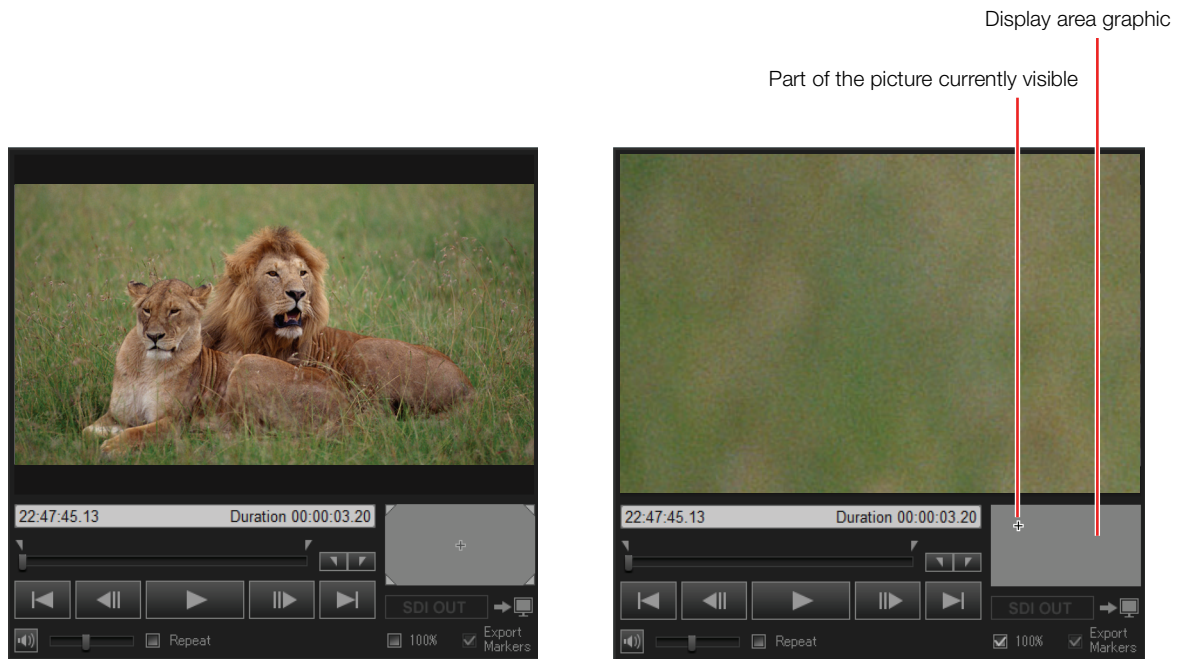 Display area graphic
Part of the picture currently visible
22:47:45.13 Duration 00:00:03.20
SDI OUT
Repeat
100%
Export
Markers
22:47:45.13 Duration 00:00:03.20
SDI OUT
Repeat
100%
Export
Markers